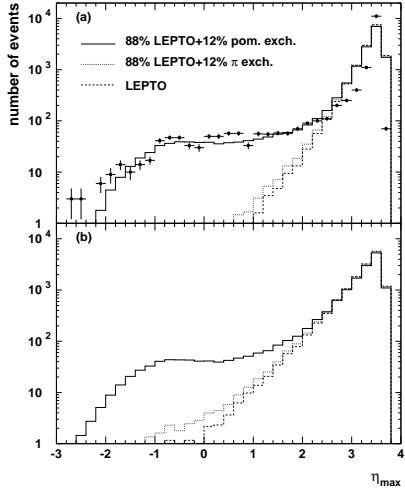 (a)
88% LEPTO+12% pom. exch.
88% LEPTO+12% π exch.
LEPTO
number of events
10⁴
10³
10²
10
1
(b)
10⁴
10³
10²
10
1
-3 -2 -1 0 1 2 3 4
ηmax